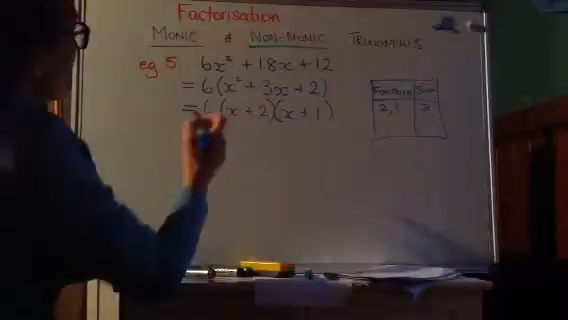 Factorisation
MONIC & NON-MONIC TRINOMIALS
eg 5 6x² + 18x + 12
= 6(x² + 3x + 2)
= (x + 2)(x + 1)
Factors Sum
2,1 3